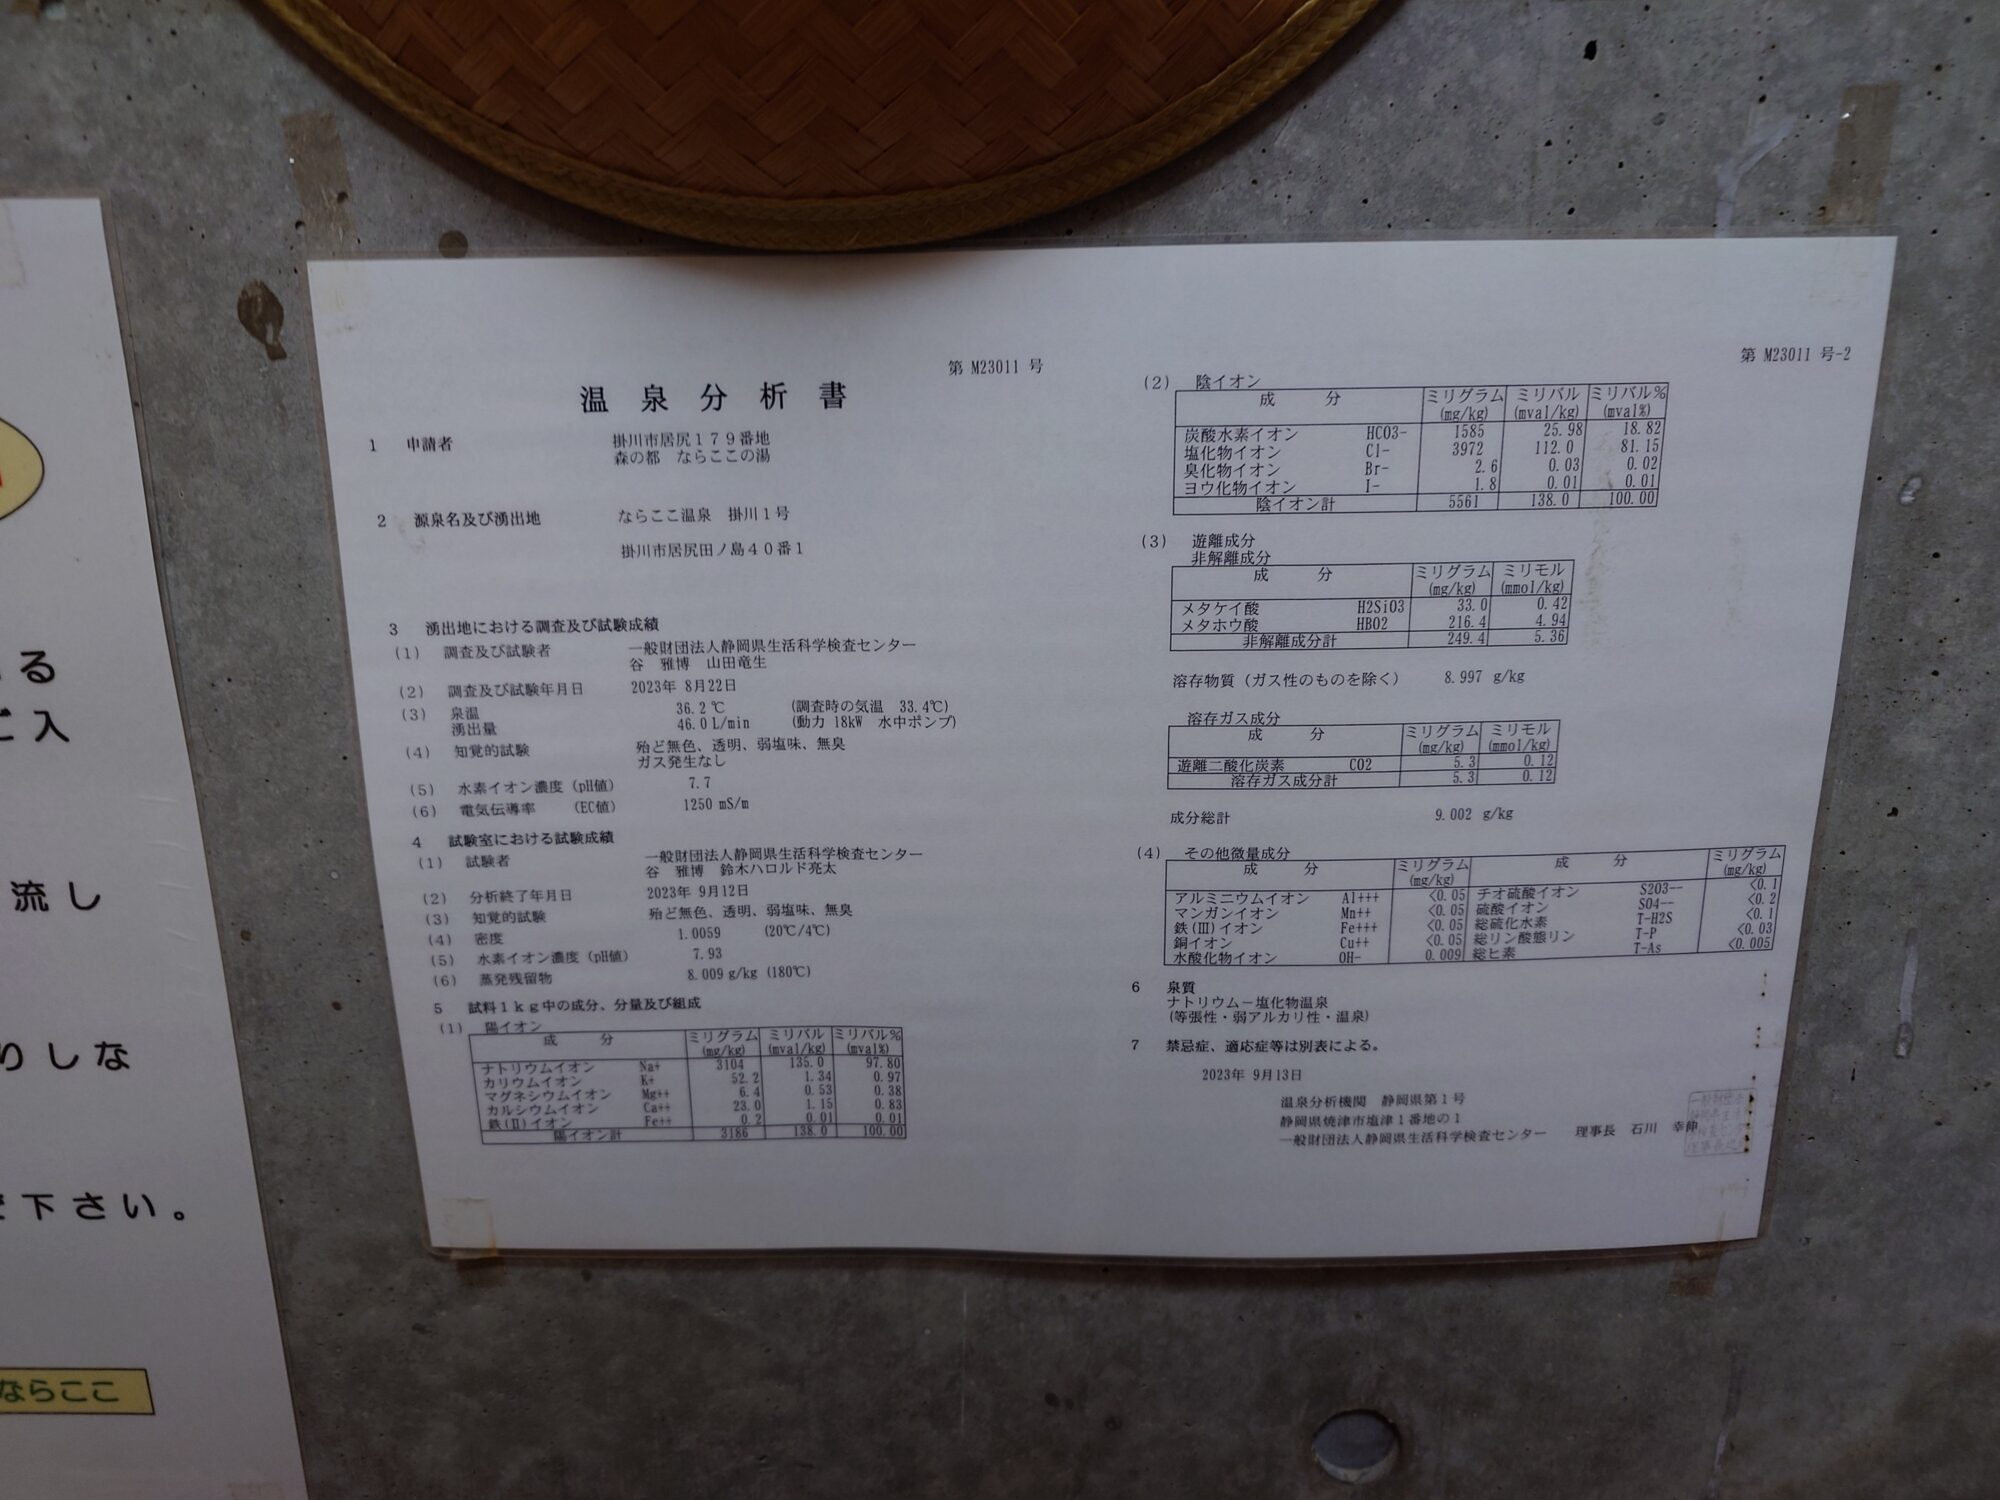 る
ご入
流し
りしな
で下さい。
ならここ
第 M23011 号
温泉分析書
1 申請者 掛川市居尻179番地
森の都 ならここの湯
2 源泉名及び湧出地 ならここ温泉 掛川1号
掛川市居尻田ノ島40番1
3 湧出地における調査及び試験成績
(1) 調査及び試験者 一般財団法人静岡県生活科学検査センター
谷 雅博 山田竜生
(2) 調査及び試験年月日 2023年 8月22日
(3) 泉温 36.2 ℃ (調査時の気温 33.4℃)
湧出量 46.0 L/min (動力 18kW 水中ポンプ)
(4) 知覚的試験 殆ど無色、透明、弱塩味、無臭
ガス発生なし
(5) 水素イオン濃度(pH値) 7.7
(6) 電気伝導率 (EC値) 1250 mS/m
4 試験室における試験成績
(1) 試験者 一般財団法人静岡県生活科学検査センター
谷 雅博 鈴木ハロルド亮太
(2) 分析終了年月日 2023年 9月12日
(3) 知覚的試験 殆ど無色、透明、弱塩味、無臭
(4) 密度 1.0059 (20℃/4℃)
(5) 水素イオン濃度(pH値) 7.93
(6) 蒸発残留物 8.009 g/kg (180℃)
5 試料1kg中の成分、分量及び組成
(1) 陽イオン
成 分 ミリグラム (mg/kg) ミリバル (mval/kg) ミリバル% (mval%)
ナトリウムイオン Na+ 3104 135.0 97.80
カリウムイオン K+ 52.2 1.34 0.97
マグネシウムイオン Mg++ 6.4 0.53 0.38
カルシウムイオン Ca++ 23.0 1.15 0.83
鉄(Ⅱ)イオン Fe++ 0.2 0.01 0.01
陽イオン計 3186 138.0 100.00
第 M23011 号-2
(2) 陰イオン
成 分 ミリグラム (mg/kg) ミリバル (mval/kg) ミリバル% (mval%)
炭酸水素イオン HCO3- 1585 25.98 18.82
塩化物イオン Cl- 3972 112.0 81.15
臭化物イオン Br- 2.6 0.03 0.02
ヨウ化物イオン I- 1.8 0.01 0.01
陰イオン計 5561 138.0 100.00
(3) 遊離成分
非解離成分
成 分 ミリグラム (mg/kg) ミリモル (mmol/kg)
メタケイ酸 H2SiO3 33.0 0.42
メタホウ酸 HBO2 216.4 4.94
非解離成分計 249.4 5.36
溶存物質(ガス性のものを除く) 8.997 g/kg
溶存ガス成分
成 分 ミリグラム (mg/kg) ミリモル (mmol/kg)
遊離二酸化炭素 CO2 5.3 0.12
溶存ガス成分計 5.3 0.12
成分総計 9.002 g/kg
(4) その他微量成分
成 分 ミリグラム (mg/kg) 成 分 ミリグラム (mg/kg)
アルミニウムイオン Al+++ <0.05 チオ硫酸イオン S2O3-- <0.1
マンガンイオン Mn++ <0.05 硫酸イオン SO4-- <0.2
鉄(Ⅲ)イオン Fe+++ <0.05 総硫化水素 T-H2S <0.1
銅イオン Cu++ <0.05 総リン酸態リン T-P <0.03
水酸化物イオン OH- 0.009 総ヒ素 T-As <0.005
6 泉質
ナトリウム－塩化物温泉
(等張性・弱アルカリ性・温泉)
7 禁忌症、適応症等は別表による。
2023年 9月13日
温泉分析機関 静岡県第1号
静岡県焼津市塩津1番地の1
一般財団法人静岡県生活科学検査センター 理事長 石川 幸伸